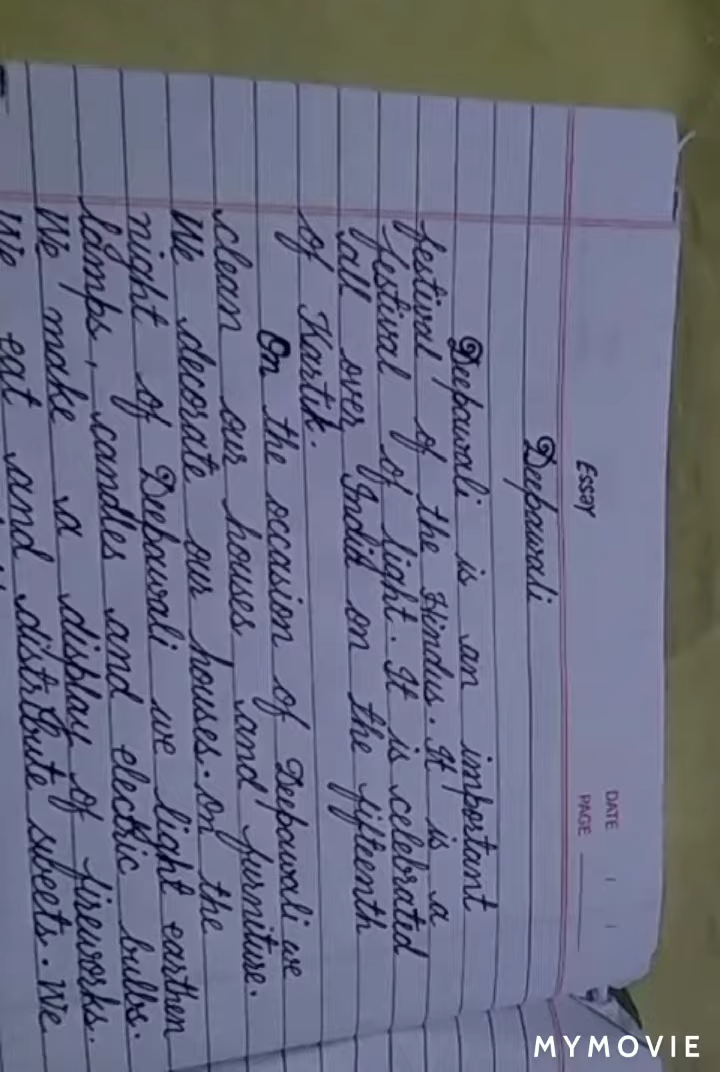 DATE / /
PAGE
ESSAY
Deepawali
Deepawali is an important
festival of the Hindus. It is a
festival of light. It is celebrated
all over India on the fifteenth
of Kartik.
On the occasion of Deepawali we
clean our houses and furniture.
We decorate our houses. on the
night of Deepawali we light earthen
lamps, candles and electric bulbs.
We make a display of fireworks.
We eat and distribute sweets. We
MYMOVIE